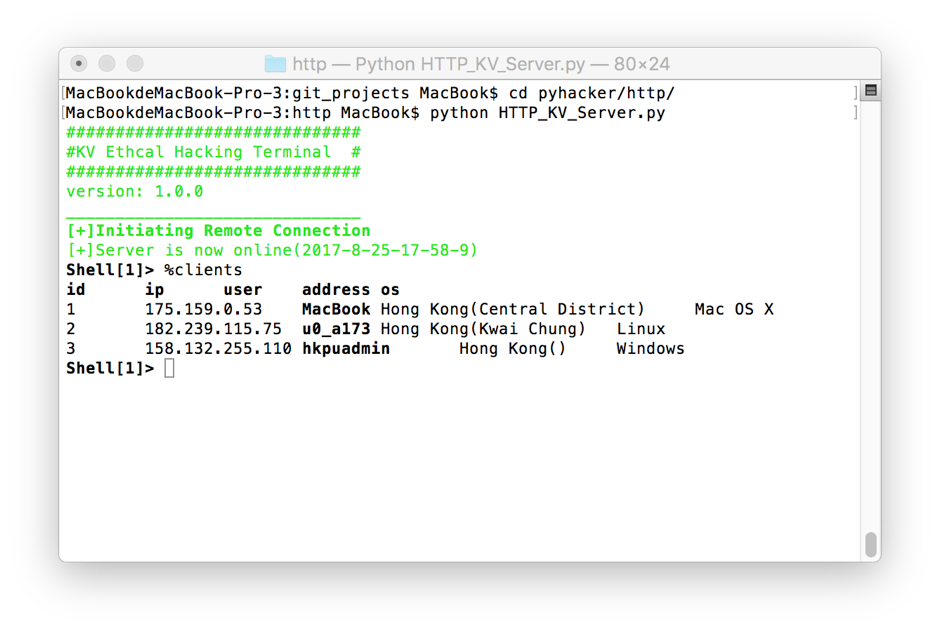 http — Python HTTP_KV_Server.py — 80×24
[MacBookdeMacBook-Pro-3:git_projects MacBook$ cd pyhacker/http/ ]
[MacBookdeMacBook-Pro-3:http MacBook$ python HTTP_KV_Server.py ]
##############################
#KV Ethcal Hacking Terminal  #
##############################
version: 1.0.0
______________________________
[+]Initiating Remote Connection
[+]Server is now online(2017-8-25-17-58-9)
Shell[1]> %clients
id      ip      user    address os
1       175.159.0.53    MacBook Hong Kong(Central District)     Mac OS X
2       182.239.115.75  u0_a173 Hong Kong(Kwai Chung)   Linux
3       158.132.255.110 hkpuadmin       Hong Kong()     Windows
Shell[1]>